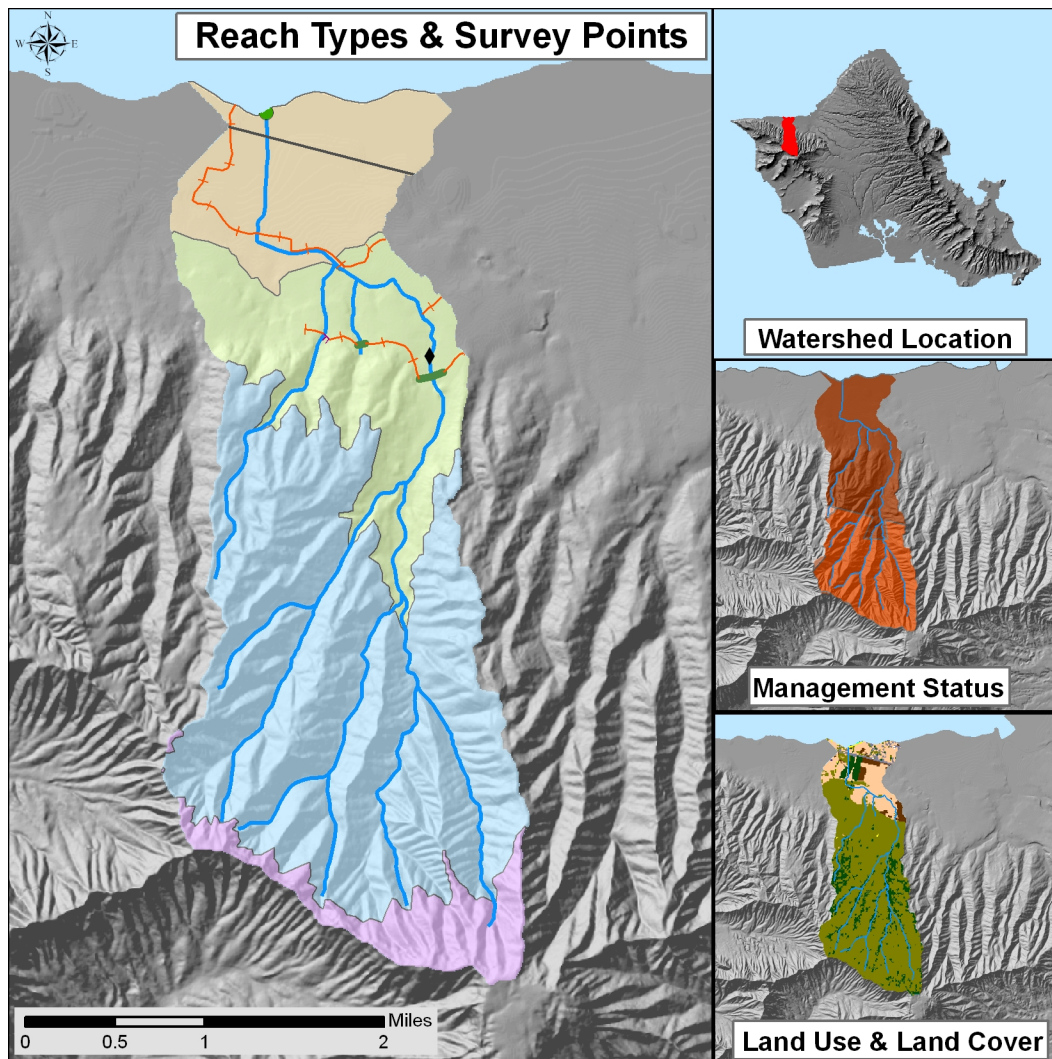 N
W E
S
Reach Types & Survey Points
Watershed Location
Management Status
Land Use & Land Cover
Miles
0 0.5 1 2